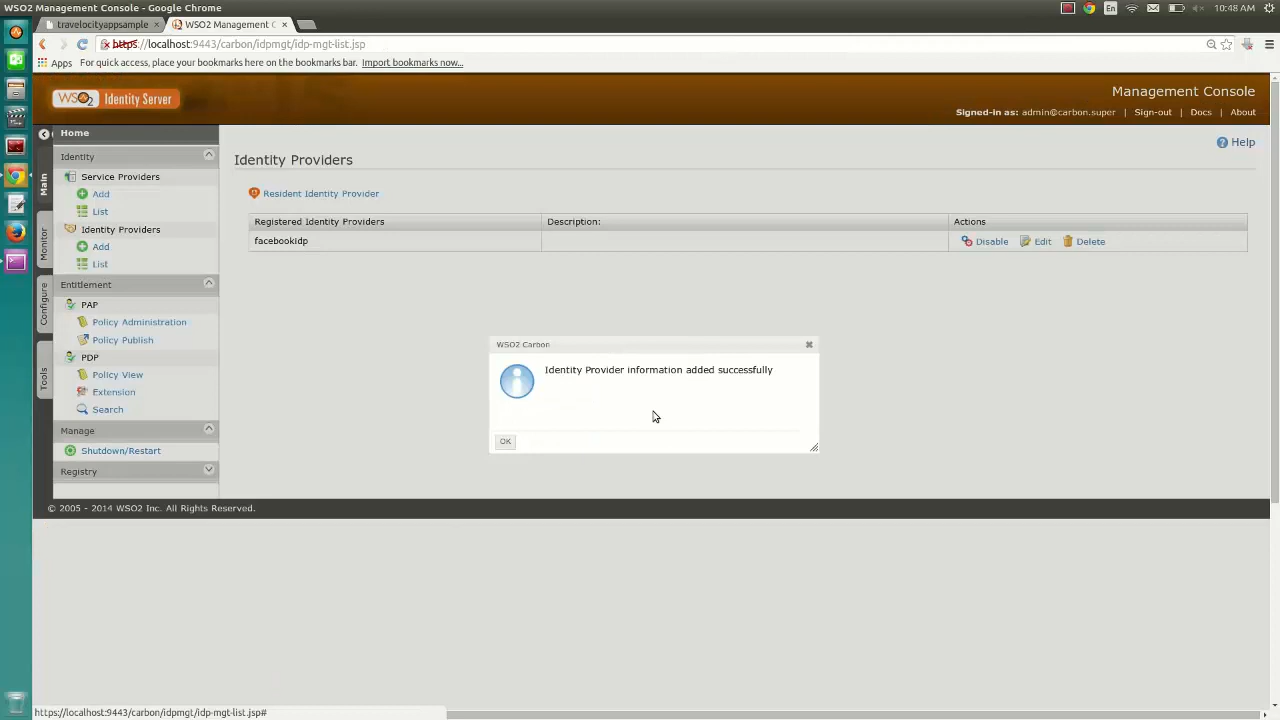 WSO2 Management Console - Google Chrome
En
10:48 AM
travelocityappsample
WSO2 Management C
https://localhost:9443/carbon/idpmgt/idp-mgt-list.jsp
Apps
For quick access, place your bookmarks here on the bookmarks bar. Import bookmarks now...
WSO2 Identity Server
Management Console
Signed-in as: admin@carbon.super | Sign-out | Docs | About
Home
Help
Main
Monitor
Configure
Tools
Identity
Service Providers
Add
List
Identity Providers
Add
List
Entitlement
PAP
Policy Administration
Policy Publish
PDP
Policy View
Extension
Search
Manage
Shutdown/Restart
Registry
Identity Providers
Resident Identity Provider
Registered Identity Providers Description: Actions
facebookidp Disable Edit Delete
WSO2 Carbon
Identity Provider information added successfully
OK
© 2005 - 2014 WSO2 Inc. All Rights Reserved.
https://localhost:9443/carbon/idpmgt/idp-mgt-list.jsp#